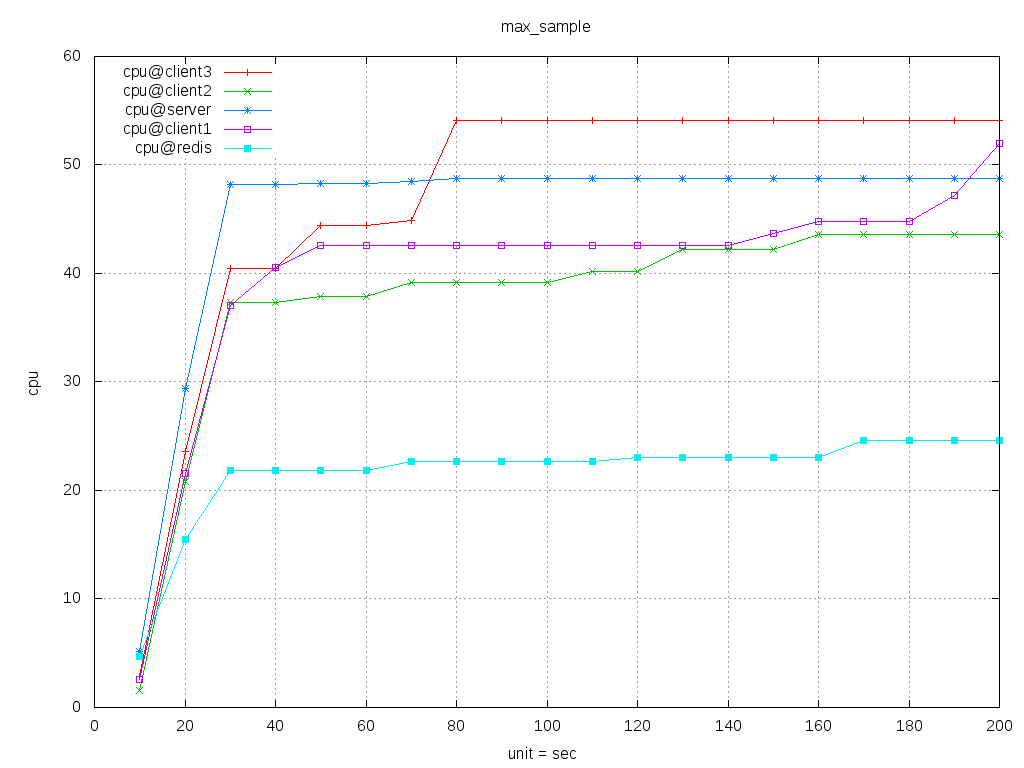 max_sample
cpu@client3
cpu@client2
cpu@server
cpu@client1
cpu@redis
cpu
60
50
40
30
20
10
0
0 20 40 60 80 100 120 140 160 180 200
unit = sec